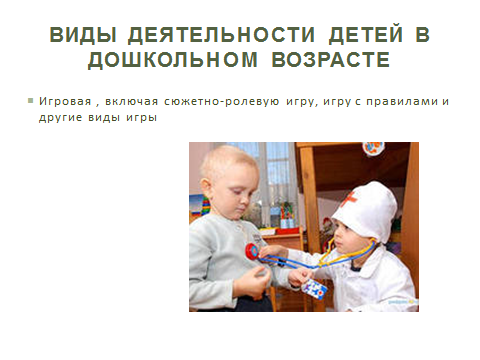 ВИДЫ ДЕЯТЕЛЬНОСТИ ДЕТЕЙ В
ДОШКОЛЬНОМ ВОЗРАСТЕ
Игровая , включая сюжетно-ролевую игру, игру с правилами и
другие виды игры